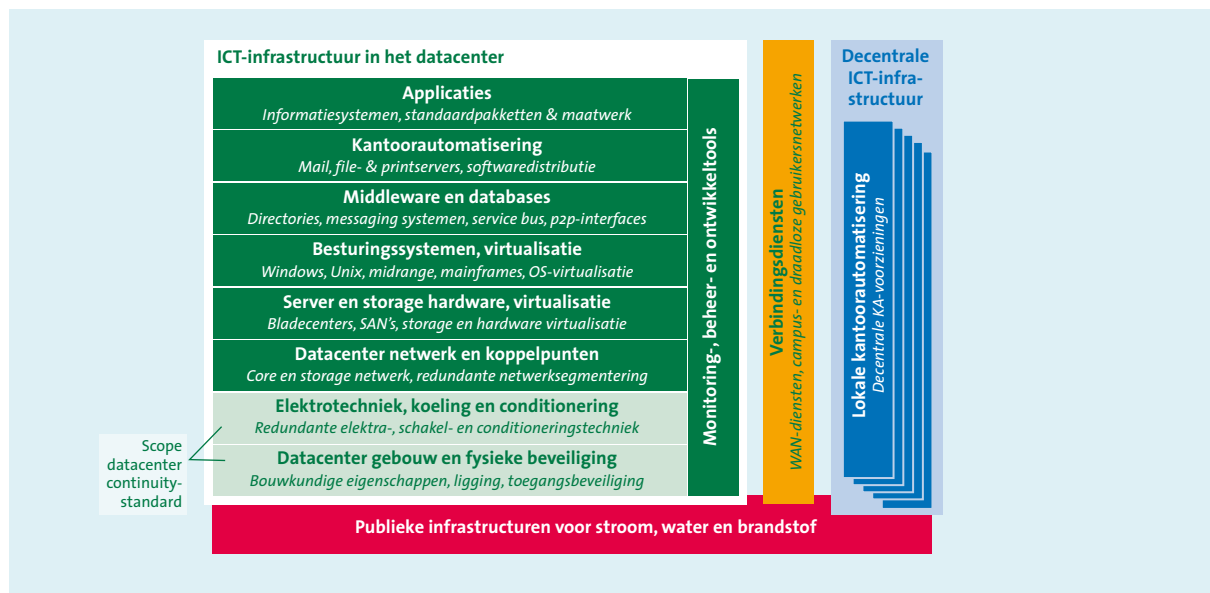 ICT-infrastructuur in het datacenter
Applicaties
Informatiesystemen, standaardpakketten & maatwerk
Kantoorautomatisering
Mail, file- & printservers, softwaredistributie
Middleware en databases
Directories, messaging systemen, service bus, p2p-interfaces
Besturingssystemen, virtualisatie
Windows, Unix, midrange, mainframes, OS-virtualisatie
Server en storage hardware, virtualisatie
Bladecenters, SAN's, storage en hardware virtualisatie
Datacenter netwerk en koppelpunten
Core en storage netwerk, redundante netwerksegmentering
Elektrotechniek, koeling en conditionering
Redundante elektra-, schakel- en conditioneringstechniek
Datacenter gebouw en fysieke beveiliging
Bouwkundige eigenschappen, ligging, toegangsbeveiliging
Monitoring-, beheer- en ontwikkeltools
Verbindingsdiensten
WAN-diensten, campus- en draadloze gebruikersnetwerken
Decentrale
ICT-infra-
structuur
Lokale kantoorautomatisering
Decentrale KA-voorzieningen
Scope
datacenter
continuity-
standard
Publieke infrastructuren voor stroom, water en brandstof